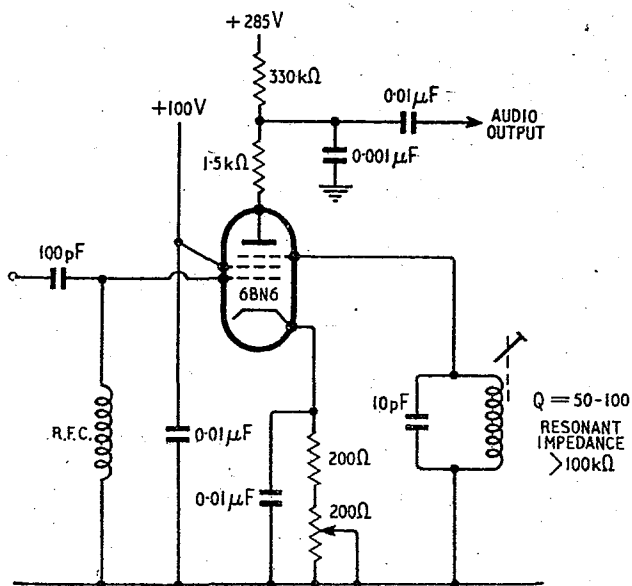 +285V
330kΩ
+100V
0·01µF
AUDIO
OUTPUT
1·5kΩ
0·001µF
100pF
6BN6
R.F.C.
0·01µF
0·01µF
200Ω
200Ω
10pF
Q = 50-100
RESONANT
IMPEDANCE
>100kΩ